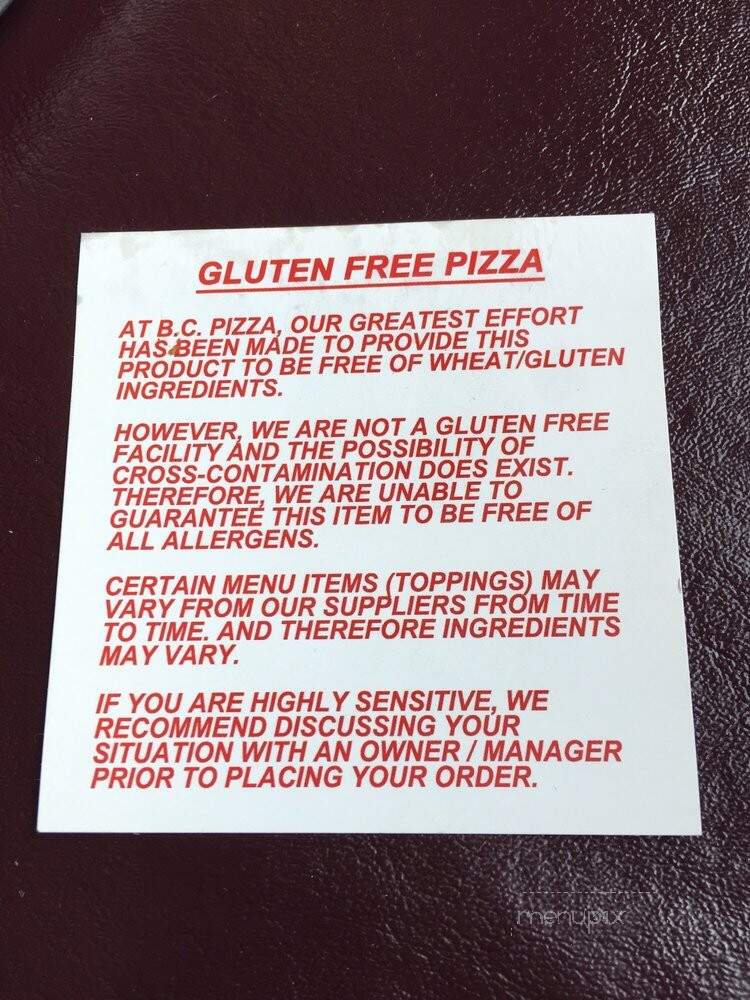 GLUTEN FREE PIZZA
AT B.C. PIZZA, OUR GREATEST EFFORT
HAS BEEN MADE TO PROVIDE THIS
PRODUCT TO BE FREE OF WHEAT/GLUTEN
INGREDIENTS.
HOWEVER, WE ARE NOT A GLUTEN FREE
FACILITY AND THE POSSIBILITY OF
CROSS-CONTAMINATION DOES EXIST.
THEREFORE, WE ARE UNABLE TO
GUARANTEE THIS ITEM TO BE FREE OF
ALL ALLERGENS.
CERTAIN MENU ITEMS (TOPPINGS) MAY
VARY FROM OUR SUPPLIERS FROM TIME
TO TIME. AND THEREFORE INGREDIENTS
MAY VARY.
IF YOU ARE HIGHLY SENSITIVE, WE
RECOMMEND DISCUSSING YOUR
SITUATION WITH AN OWNER / MANAGER
PRIOR TO PLACING YOUR ORDER.
menupix